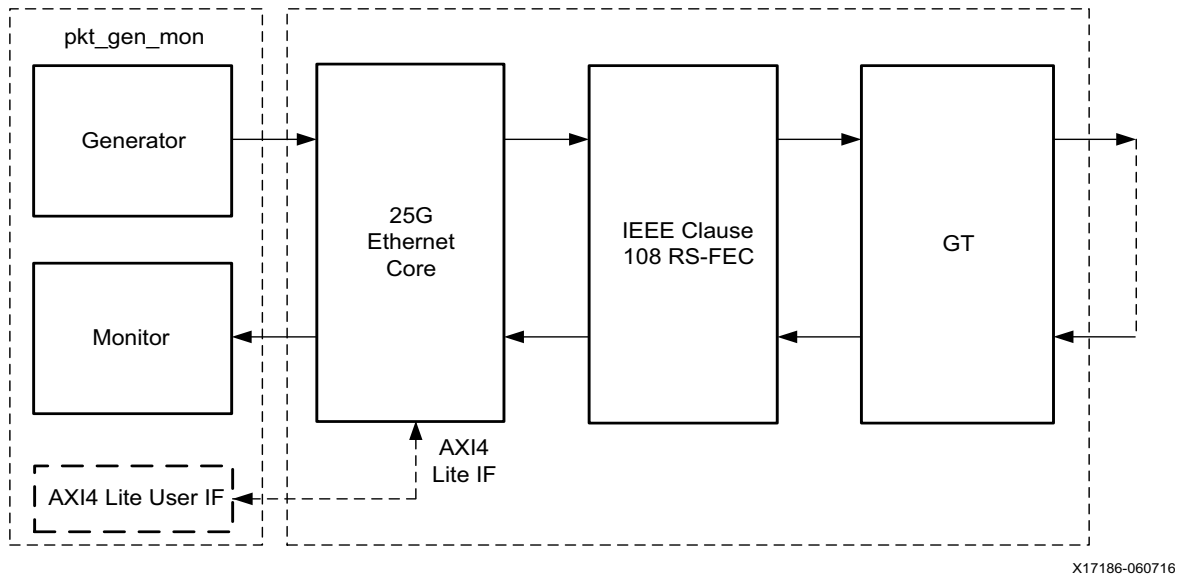 pkt_gen_mon
Generator
Monitor
AXI4 Lite User IF
25G
Ethernet
Core
AXI4
Lite IF
IEEE Clause
108 RS-FEC
GT
X17186-060716